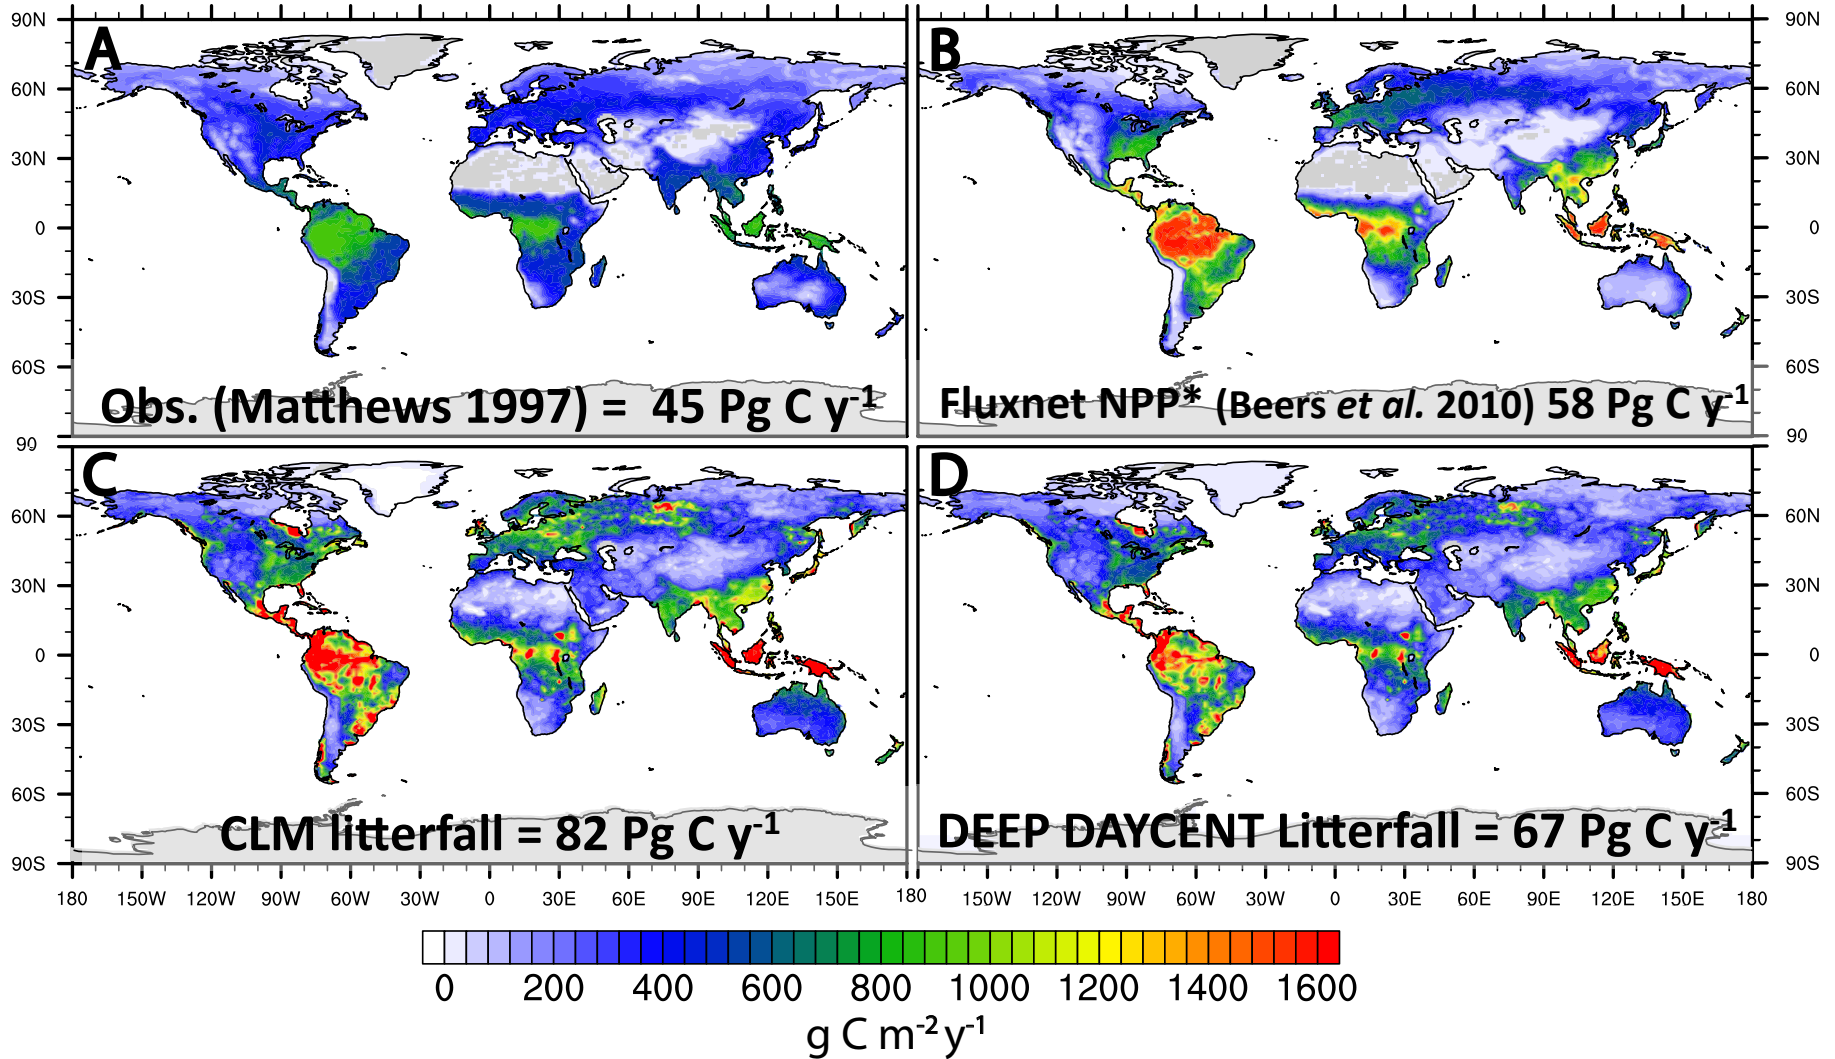 90N
A
B
90N
60N
60N
30N
30N
0
0
30S
30S
60S
60S
Obs. (Matthews 1997) = 45 Pg C y-1
Fluxnet NPP* (Beers et al. 2010) 58 Pg C y-1
90
90
C
D
60N
60N
30N
30N
0
0
30S
30S
60S
60S
CLM litterfall = 82 Pg C y-1
DEEP DAYCENT Litterfall = 67 Pg C y-1
90S
90S
180 150W 120W 90W 60W 30W 0 30E 60E 90E 120E 150E 180 150W 120W 90W 60W 30W 0 30E 60E 90E 120E 150E 180
0 200 400 600 800 1000 1200 1400 1600
g C m-2 y-1